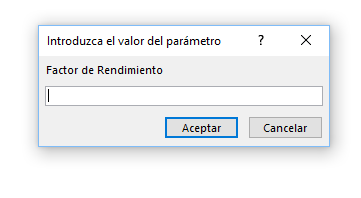 Introduzca el valor del parámetro ?
Factor de Rendimiento
Aceptar Cancelar